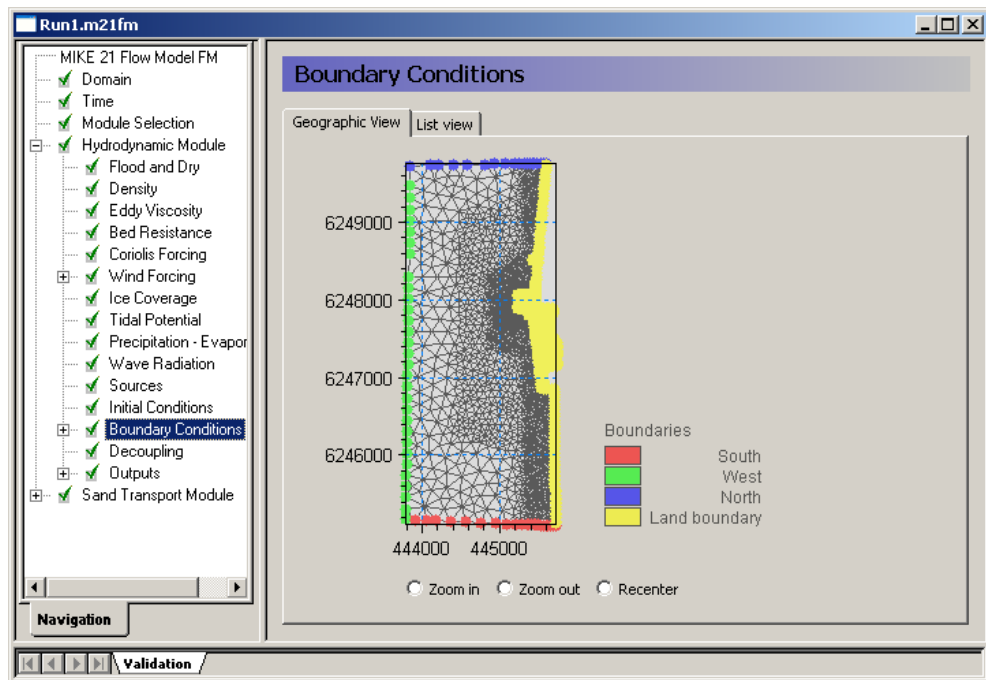 Run1.m21fm
MIKE 21 Flow Model FM
Domain
Time
Module Selection
Hydrodynamic Module
Flood and Dry
Density
Eddy Viscosity
Bed Resistance
Coriolis Forcing
Wind Forcing
Ice Coverage
Tidal Potential
Precipitation - Evapor
Wave Radiation
Sources
Initial Conditions
Boundary Conditions
Decoupling
Outputs
Sand Transport Module
Navigation
Boundary Conditions
Geographic View
List view
6249000
6248000
6247000
6246000
444000 445000
Boundaries
South
West
North
Land boundary
Zoom in Zoom out Recenter
Validation